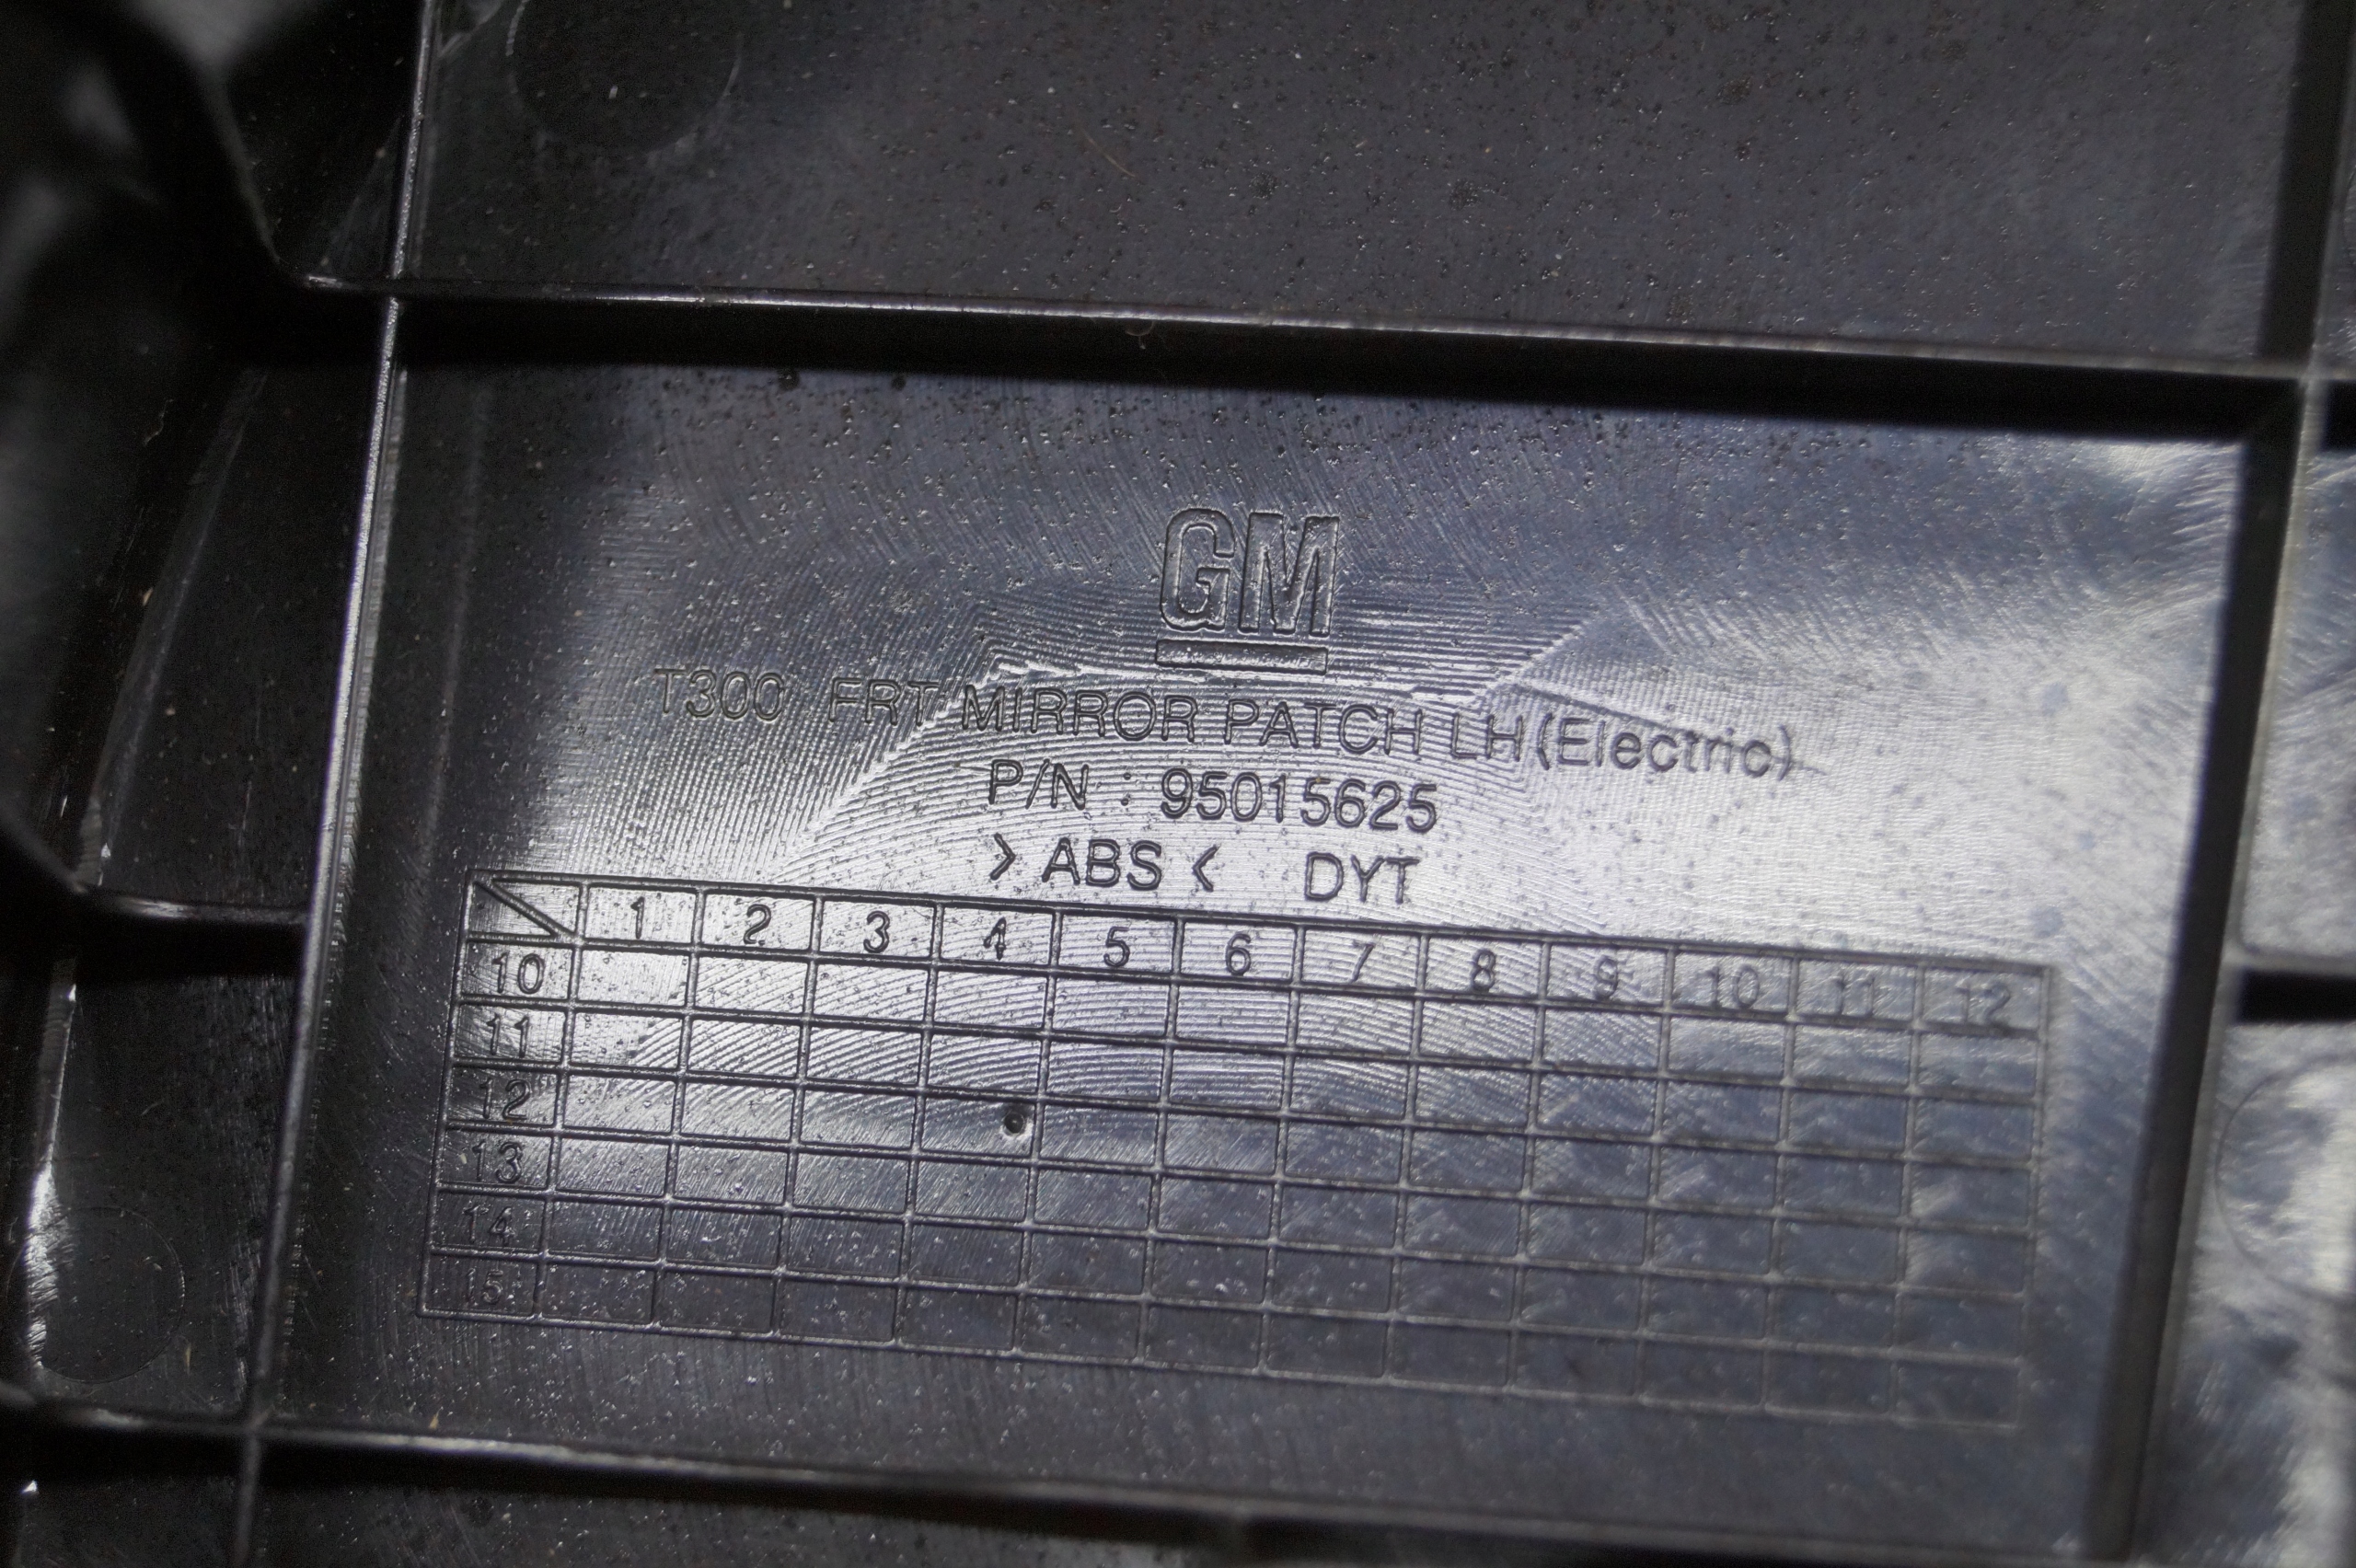 GM
T300 FRT MIRROR PATCH LH(Electric)
P/N : 95015625
> ABS < DYT
1 2 3 4 5 6 7 8 9 10 11 12
10
11
12
13
14
15